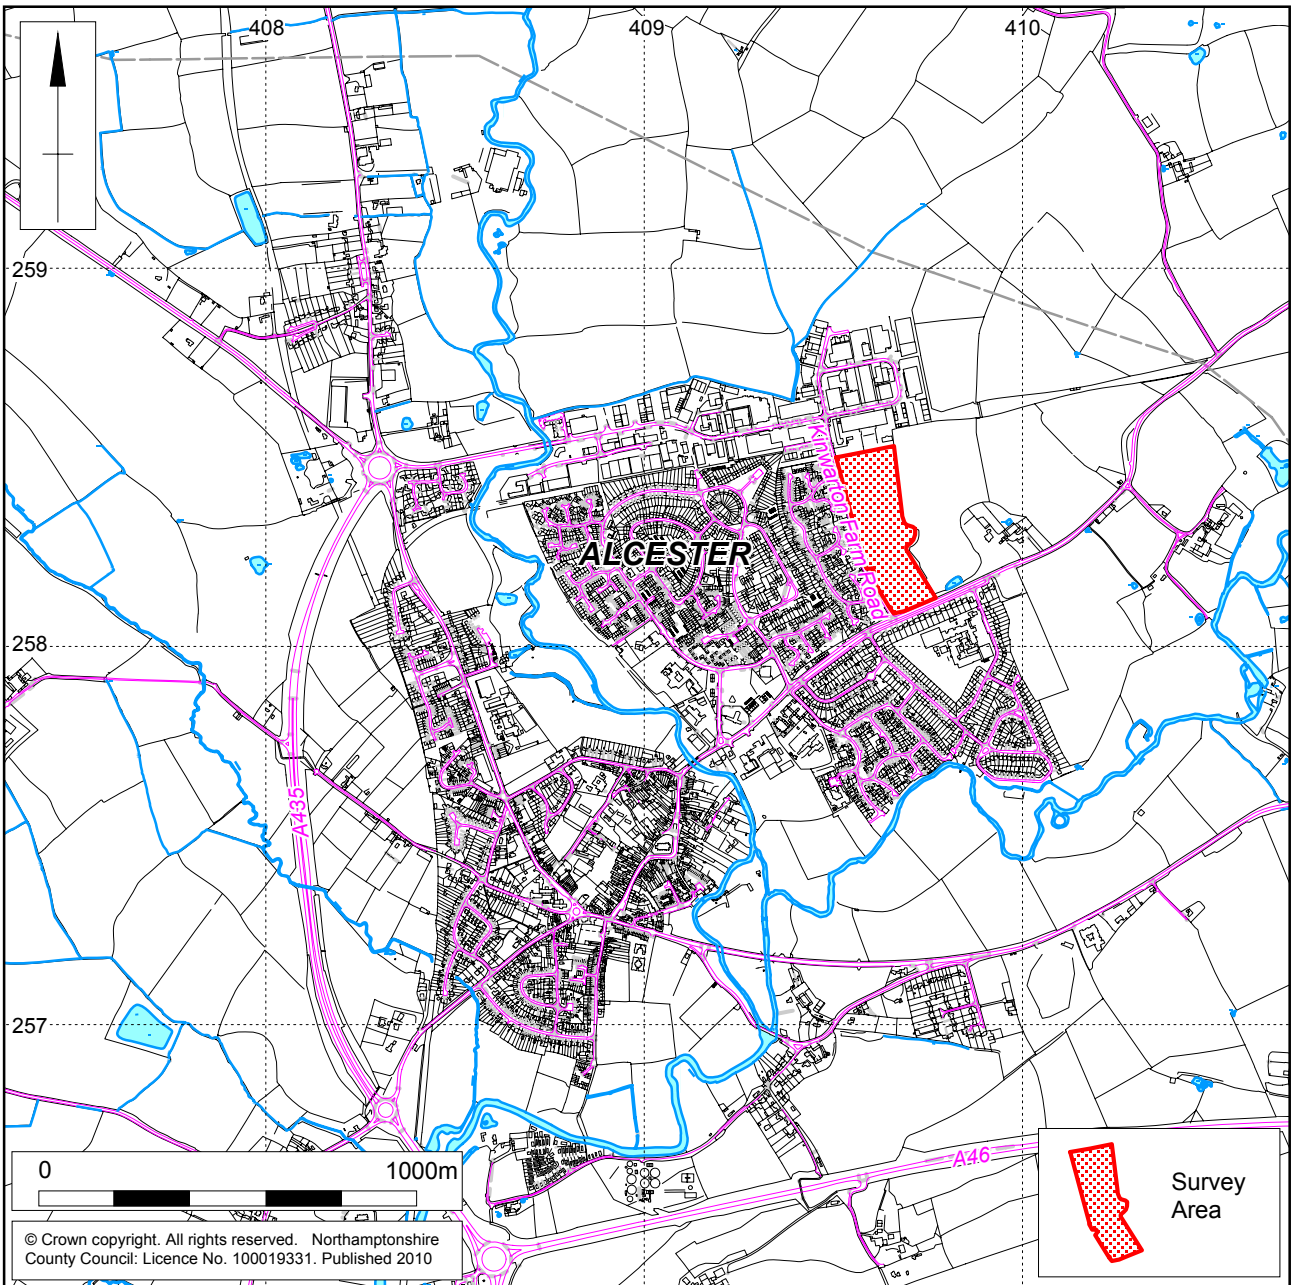 408
409
410
259
Kinwarton Farm Road
ALCESTER
258
A435
257
A46
0
1000m
Survey
Area
© Crown copyright. All rights reserved. Northamptonshire
County Council: Licence No. 100019331. Published 2010